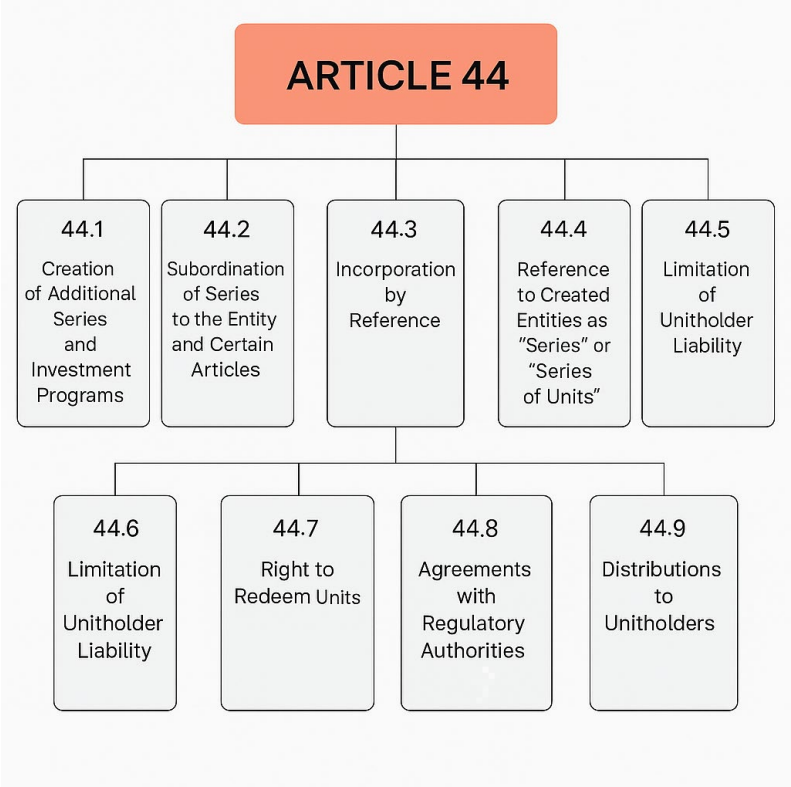 ARTICLE 44
44.1
Creation
of Additional
Series
and
Investment
Programs
44.2
Subordination
of Series
to the Entity
and Certain
Articles
44.3
Incorporation
by
Reference
44.4
Reference
to Created
Entities as
"Series" or
"Series
of Units"
44.5
Limitation
of
Unitholder
Liability
44.6
Limitation
of
Unitholder
Liability
44.7
Right to
Redeem Units
44.8
Agreements
with
Regulatory
Authorities
44.9
Distributions
to
Unitholders